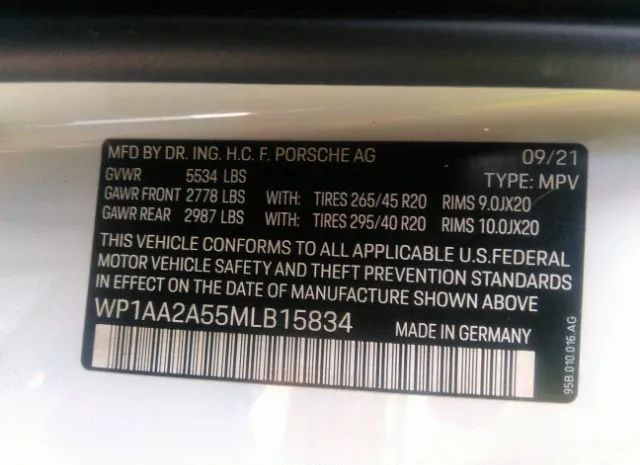 MFD BY DR. ING. H.C. F. PORSCHE AG 09/21
GVWR 5534 LBS TYPE: MPV
GAWR FRONT 2778 LBS WITH: TIRES 265/45 R20 RIMS 9.0JX20
GAWR REAR 2987 LBS WITH: TIRES 295/40 R20 RIMS 10.0JX20
THIS VEHICLE CONFORMS TO ALL APPLICABLE U.S.FEDERAL
MOTOR VEHICLE SAFETY AND THEFT PREVENTION STANDARDS
IN EFFECT ON THE DATE OF MANUFACTURE SHOWN ABOVE
WP1AA2A55MLB15834 MADE IN GERMANY
95B.010.016.AG